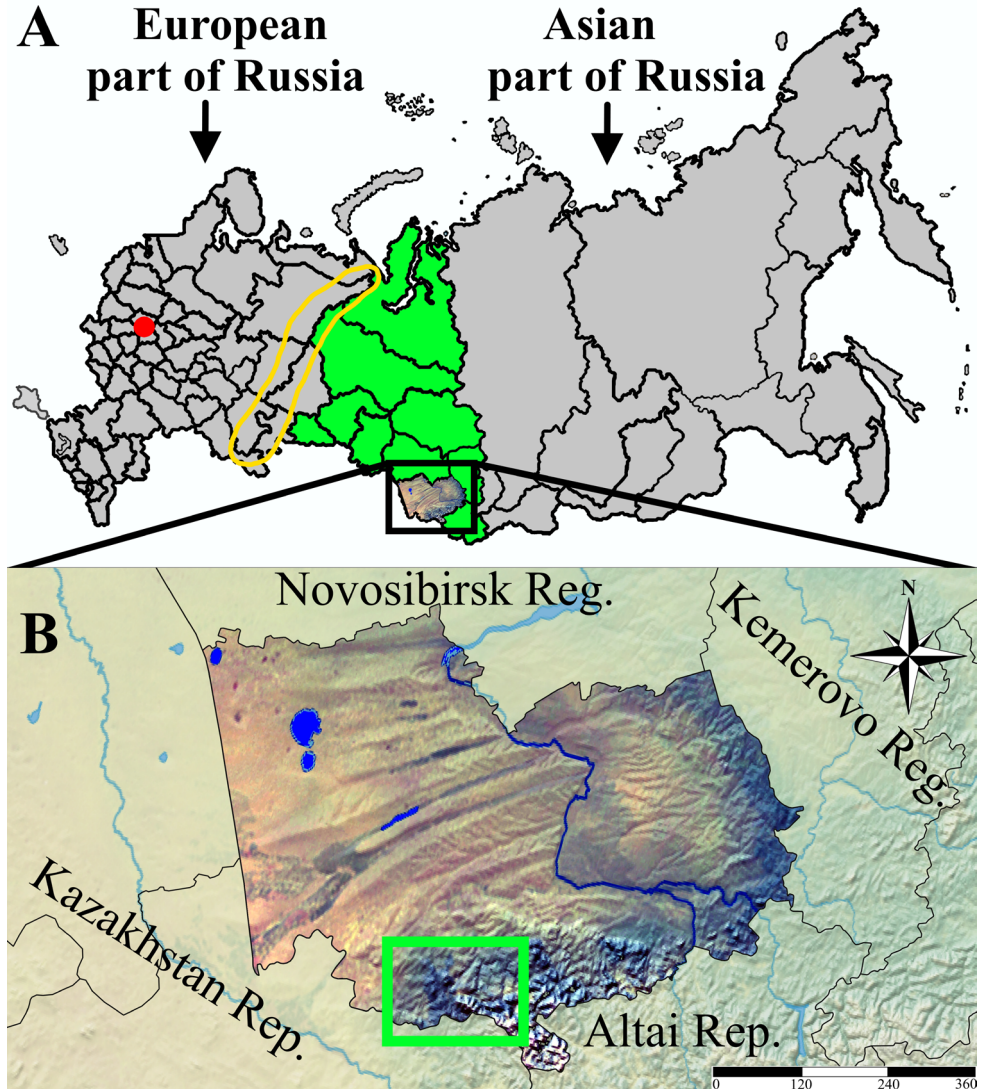 A
European
part of Russia
Asian
part of Russia
B
Novosibirsk Reg.
Kemerovo Reg.
N
Kazakhstan Rep.
Altai Rep.
0 120 240 360